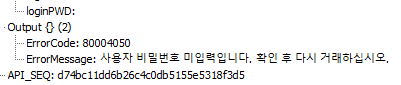 loginPWD:
Output {} (2)
ErrorCode: 80004050
ErrorMessage: 사용자 비밀번호 미입력입니다. 확인 후 다시 거래하십시오.
API_SEQ: d74bc11dd6b26c4c0db5155e5318f3d5